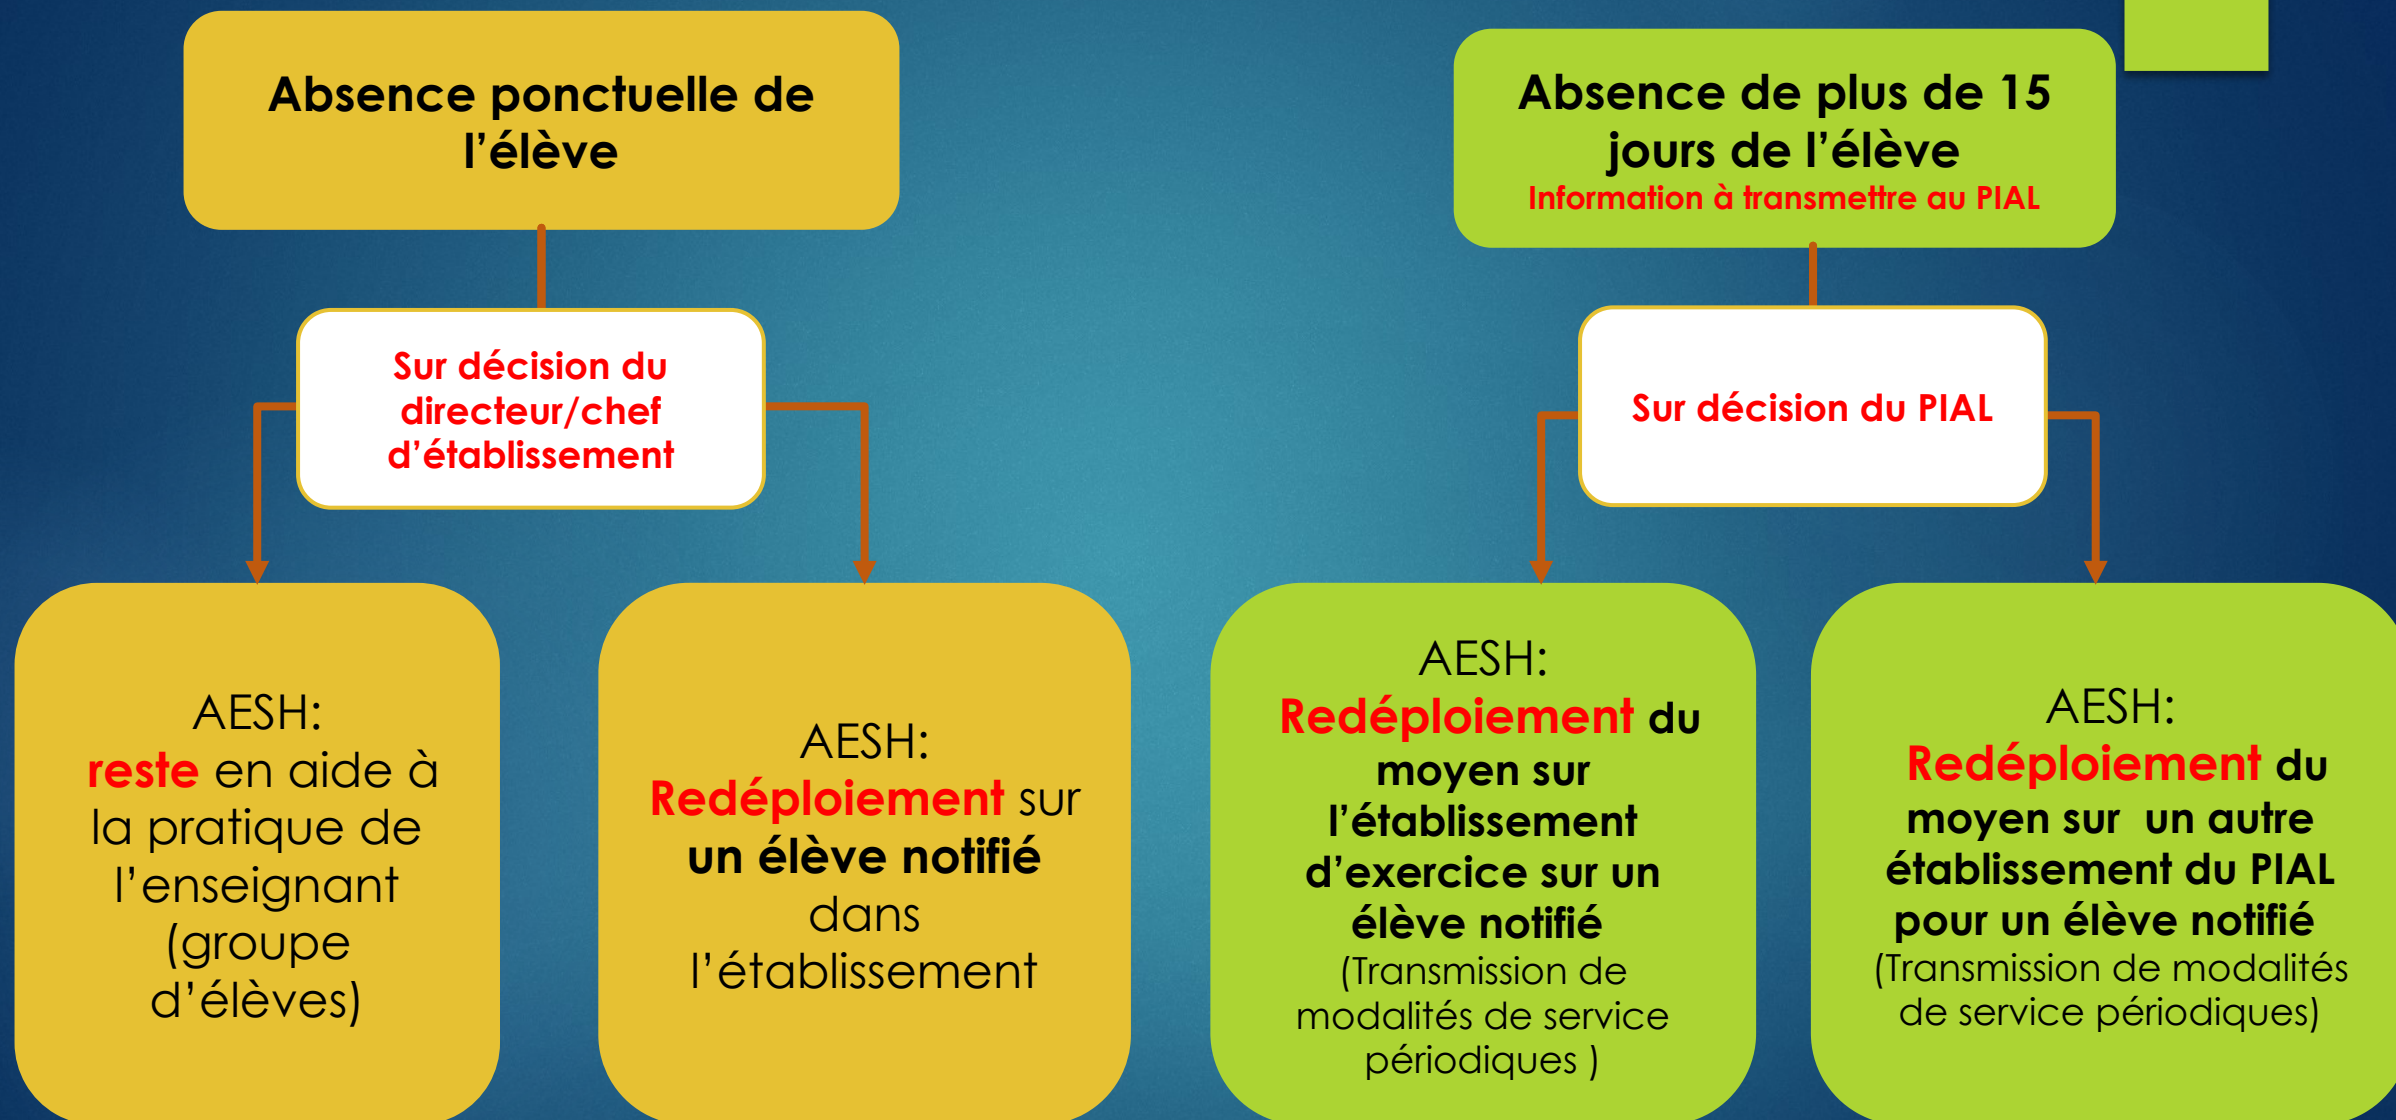 Absence ponctuelle de
l’élève
Sur décision du
directeur/chef
d’établissement
AESH:
reste en aide à
la pratique de
l’enseignant
(groupe
d’élèves)
AESH:
Redéploiement sur
un élève notifié
dans
l’établissement
Absence de plus de 15
jours de l’élève
Information à transmettre au PIAL
Sur décision du PIAL
AESH:
Redéploiement du
moyen sur
l’établissement
d’exercice sur un
élève notifié
(Transmission de
modalités de service
périodiques )
AESH:
Redéploiement du
moyen sur  un autre
établissement du PIAL
pour un élève notifié
(Transmission de modalités
de service périodiques)